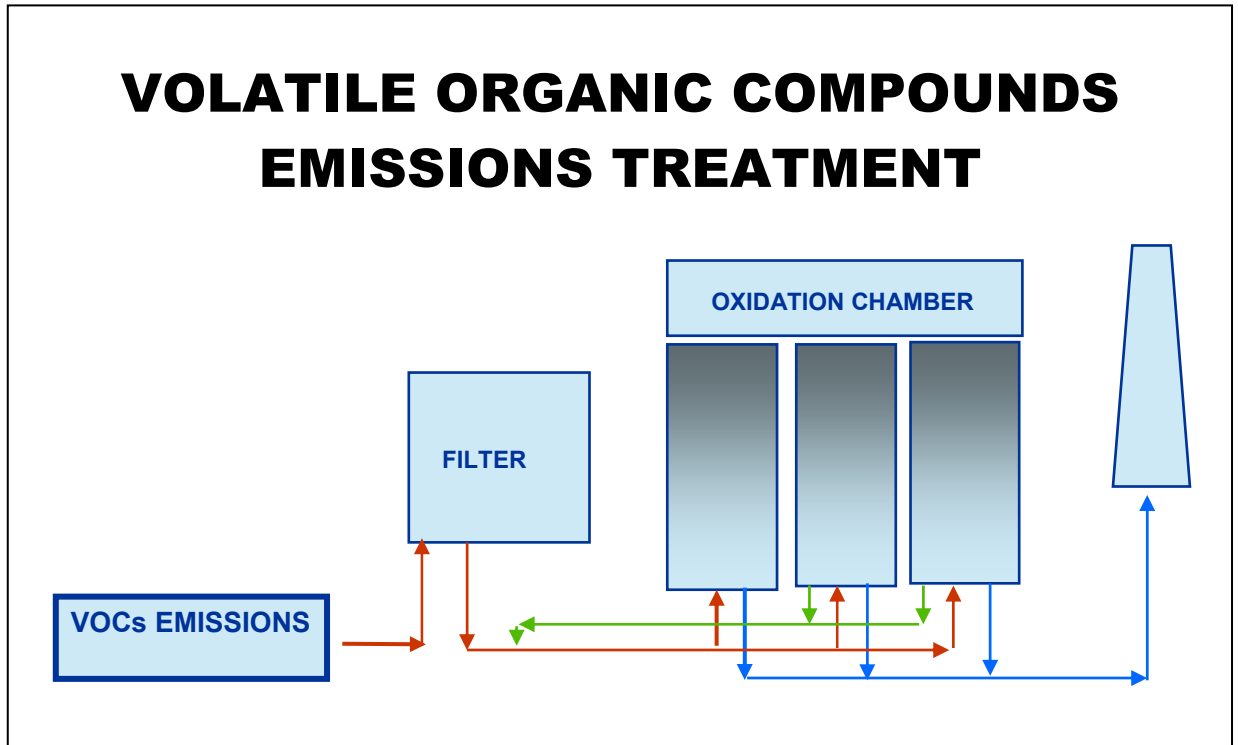 VOLATILE ORGANIC COMPOUNDS
EMISSIONS TREATMENT
OXIDATION CHAMBER
FILTER
VOCs EMISSIONS